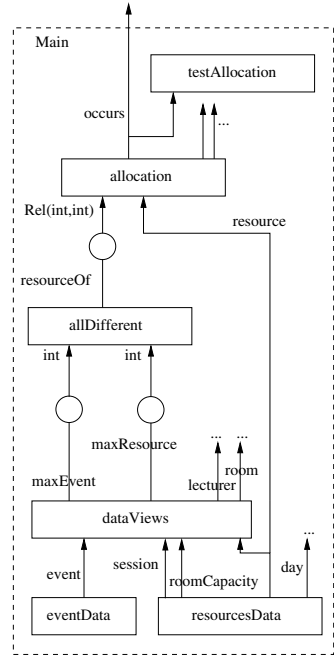 Main
testAllocation
occurs
...
allocation
Rel(int,int)
resource
resourceOf
allDifferent
int
int
maxResource
... ...
room
maxEvent
lecturer
dataViews
...
session
event
roomCapacity
day
eventData
resourcesData